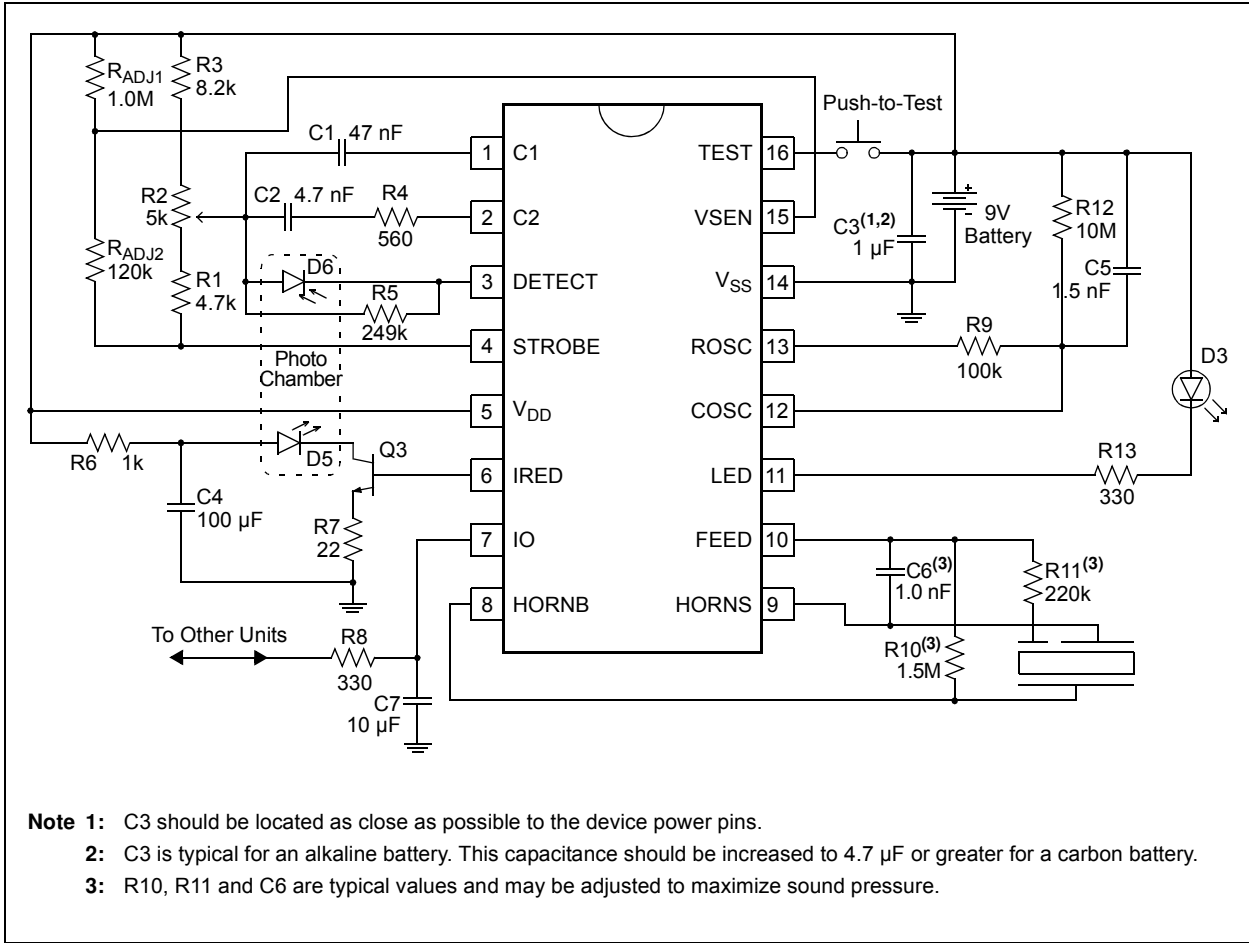 RADJ1
1.0M
R3
8.2k
Push-to-Test
C1 47 nF
1 C1
TEST 16
R2
5k
C2 4.7 nF
R4
560
2 C2
VSEN 15
C3(1,2)
1 µF
+
-
9V
Battery
R12
10M
C5
1.5 nF
RADJ2
120k
R1
4.7k
D6
R5
249k
3 DETECT
VSS 14
4 STROBE
ROSC 13
R9
100k
D3
Photo
Chamber
5 VDD
COSC 12
R6 1k
D5
Q3
6 IRED
LED 11
R13
330
C4
100 µF
R7
22
7 IO
FEED 10
C6(3)
1.0 nF
R11(3)
220k
8 HORNB
HORNS 9
To Other Units
R8
330
R10(3)
1.5M
C7
10 µF
Note 1: C3 should be located as close as possible to the device power pins.
2: C3 is typical for an alkaline battery. This capacitance should be increased to 4.7 µF or greater for a carbon battery.
3: R10, R11 and C6 are typical values and may be adjusted to maximize sound pressure.